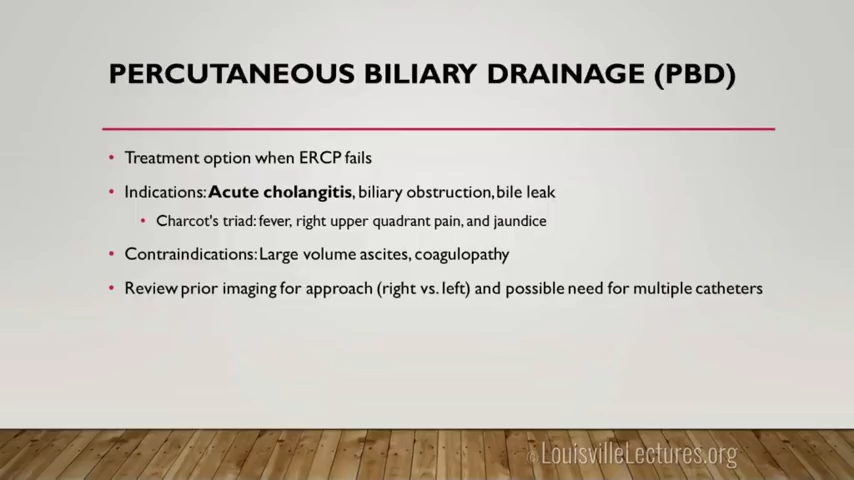 PERCUTANEOUS BILIARY DRAINAGE (PBD)
• Treatment option when ERCP fails
• Indications: Acute cholangitis, biliary obstruction, bile leak
• Charcot's triad: fever, right upper quadrant pain, and jaundice
• Contraindications: Large volume ascites, coagulopathy
• Review prior imaging for approach (right vs. left) and possible need for multiple catheters
© LouisvilleLectures.org